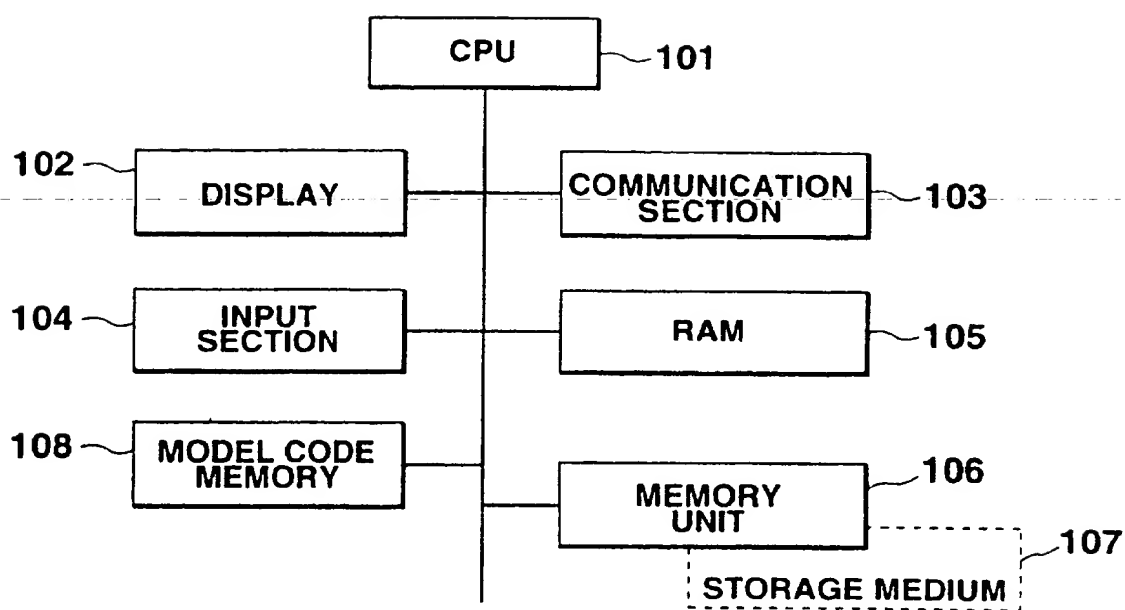 CPU
101
102
DISPLAY
COMMUNICATION
SECTION
103
104
INPUT
SECTION
RAM
105
108
MODEL CODE
MEMORY
MEMORY
UNIT
106
107
STORAGE MEDIUM